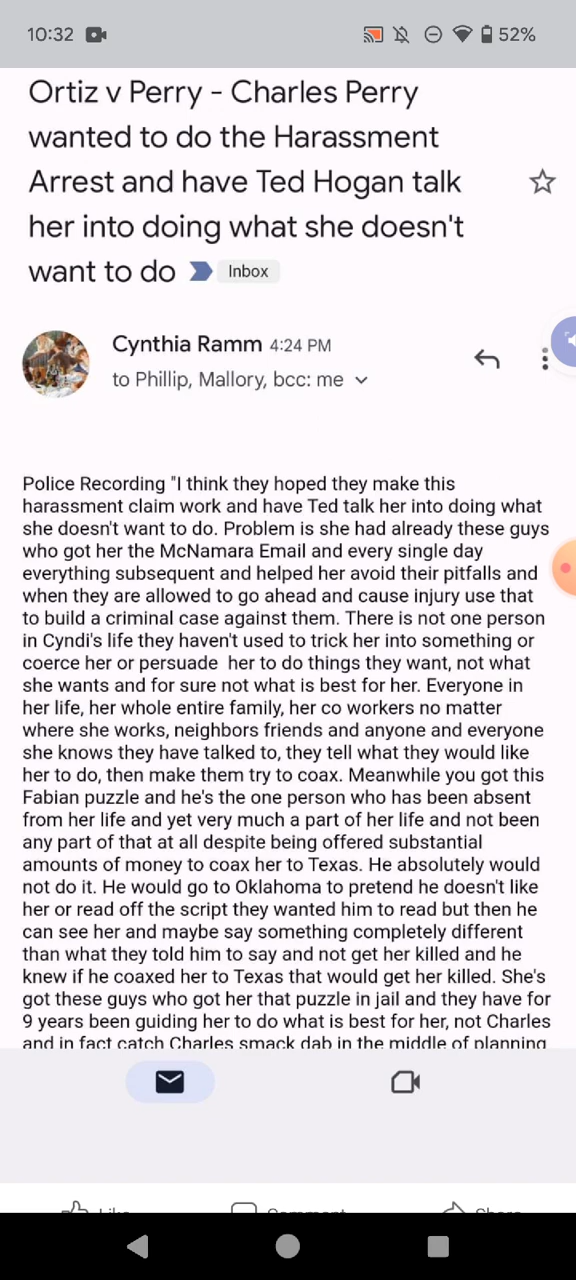 10:32
52%
Ortiz v Perry - Charles Perry
wanted to do the Harassment
Arrest and have Ted Hogan talk
her into doing what she doesn't
want to do Inbox
Cynthia Ramm 4:24 PM
to Phillip, Mallory, bcc: me
Police Recording "I think they hoped they make this
harassment claim work and have Ted talk her into doing what
she doesn't want to do. Problem is she had already these guys
who got her the McNamara Email and every single day
everything subsequent and helped her avoid their pitfalls and
when they are allowed to go ahead and cause injury use that
to build a criminal case against them. There is not one person
in Cyndi's life they haven't used to trick her into something or
coerce her or persuade  her to do things they want, not what
she wants and for sure not what is best for her. Everyone in
her life, her whole entire family, her co workers no matter
where she works, neighbors friends and anyone and everyone
she knows they have talked to, they tell what they would like
her to do, then make them try to coax. Meanwhile you got this
Fabian puzzle and he's the one person who has been absent
from her life and yet very much a part of her life and not been
any part of that at all despite being offered substantial
amounts of money to coax her to Texas. He absolutely would
not do it. He would go to Oklahoma to pretend he doesn't like
her or read off the script they wanted him to read but then he
can see her and maybe say something completely different
than what they told him to say and not get her killed and he
knew if he coaxed her to Texas that would get her killed. She's
got these guys who got her that puzzle in jail and they have for
9 years been guiding her to do what is best for her, not Charles
and in fact catch Charles smack dab in the middle of planning
Like Comment Share